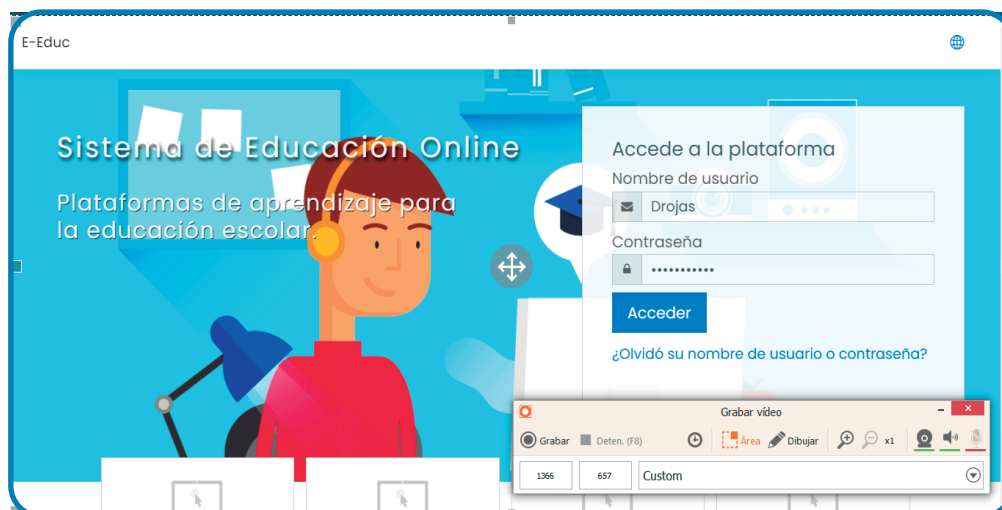 E-Educ
Sistema de Educación Online
Plataformas de aprendizaje para
la educación escolar.
Accede a la plataforma
Nombre de usuario
Drojas
Contraseña
•••••••••••
Acceder
¿Olvidó su nombre de usuario o contraseña?
Grabar vídeo
Grabar Deten. (F8) Área Dibujar x1
1366 657 Custom